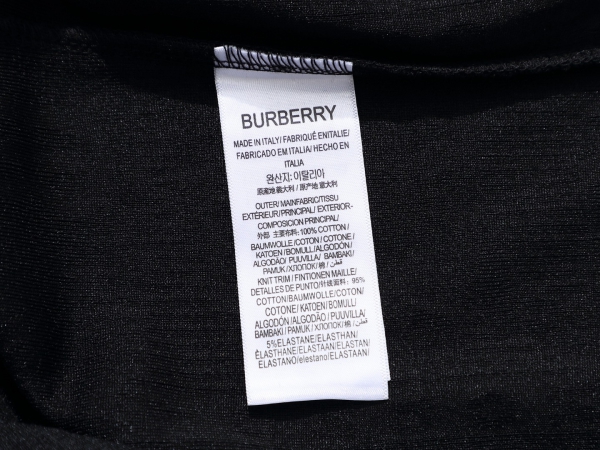 BURBERRY
MADE IN ITALY/ FABRIQUÉ ENITALIE/
FABRICADO EM ITALIA/ HECHO EN
ITALIA
원산지:이탈리아
原産地義大利 / 原产地 意大利
OUTER/ MAINFABRIC/TISSU
EXTÉRIEUR/PRINCIPAL/ EXTERIOR-
COMPOSICION PRINCIPAL/
外部 主要布料: 100% COTTON/
BAUMWOLLE/COTON/ COTONE/
KATOEN/BOMULL/ALGODÓN/
ALGODÃO/ PUUVILLA/ BAMBAKI/
PAMUK /ХЛОПОК/ 棉/ قطن/
KNIT TRIM / FINTIONEN MAILLE/
DETALLES DE PUNTO/针线面料: 95%
COTTON/BAUMWOLLE/COTON/
COTONE/ KATOEN/ BOMULL/
ALGODÓN /ALGODÃO / PUUVILLA/
BAMBAKI / PAMUK / ХЛОПОК/ 棉/ قطن/
5%ELASTANE/ELASTHAN/
ÉLASTHANE/ELASTAAN/ELASTAN/
ELASTANO/elestano/ELASTAAN/